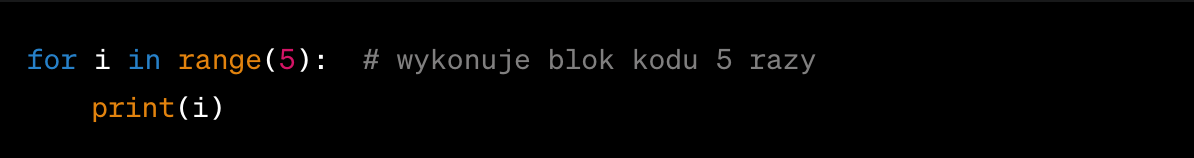 for i in range(5):  # wykonuje blok kodu 5 razy
    print(i)